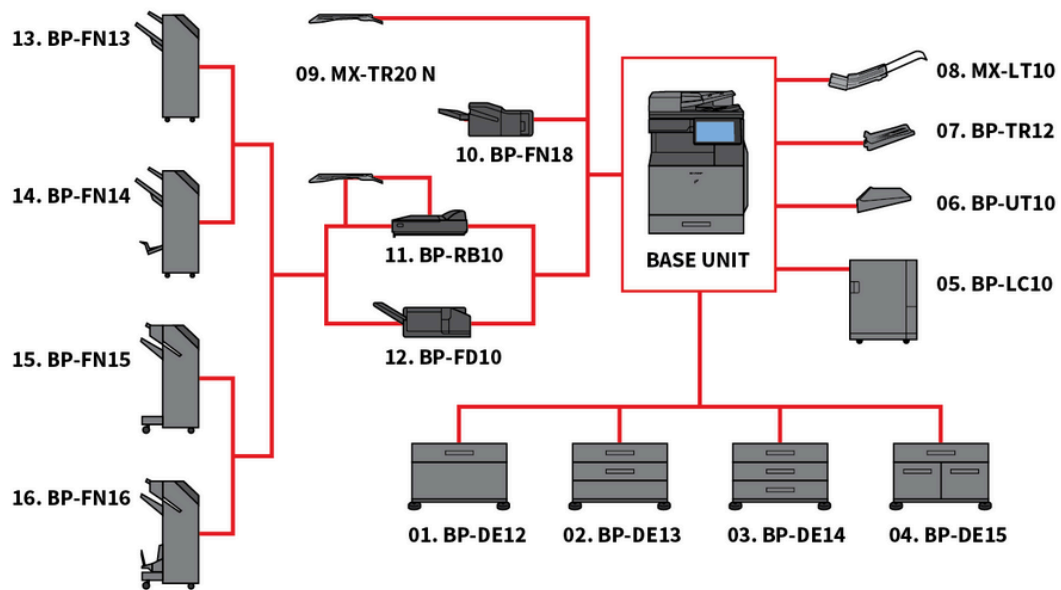 13. BP-FN13
09. MX-TR20 N
08. MX-LT10
10. BP-FN18
07. BP-TR12
14. BP-FN14
06. BP-UT10
11. BP-RB10
BASE UNIT
05. BP-LC10
15. BP-FN15
12. BP-FD10
16. BP-FN16
01. BP-DE12
02. BP-DE13
03. BP-DE14
04. BP-DE15